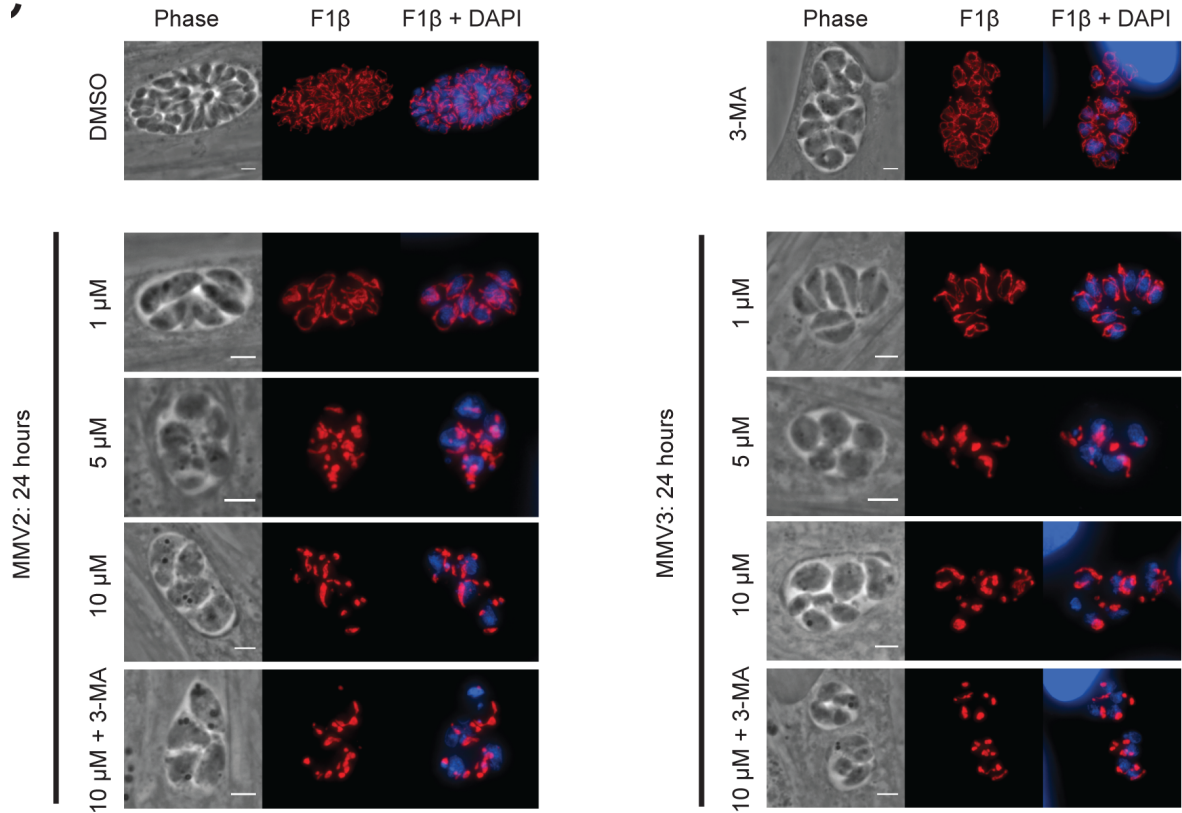 Phase F1β F1β + DAPI
DMSO
MMV2: 24 hours
1 μM
5 μM
10 μM
10 μM + 3-MA
Phase F1β F1β + DAPI
3-MA
MMV3: 24 hours
1 μM
5 μM
10 μM
10 μM + 3-MA